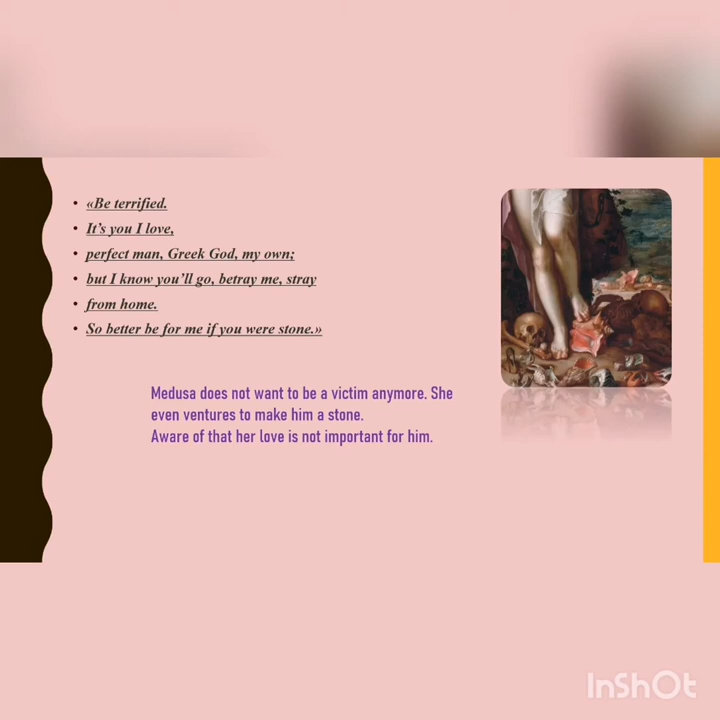 • «Be terrified.
• It's you I love,
• perfect man, Greek God, my own;
• but I know you'll go, betray me, stray
• from home.
• So better be for me if you were stone.»
Medusa does not want to be a victim anymore. She
even ventures to make him a stone.
Aware of that her love is not important for him.
InShOt